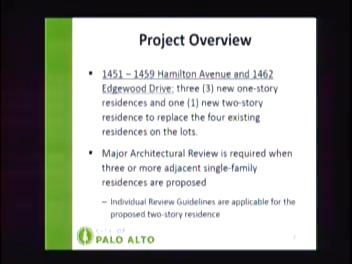 Project Overview
• 1451 – 1459 Hamilton Avenue and 1462
Edgewood Drive: three (3) new one-story
residences and one (1) new two-story
residence to replace the four existing
residences on the lots.
• Major Architectural Review is required when
three or more adjacent single-family
residences are proposed
– Individual Review Guidelines are applicable for the
proposed two-story residence
CITY OF
PALO ALTO